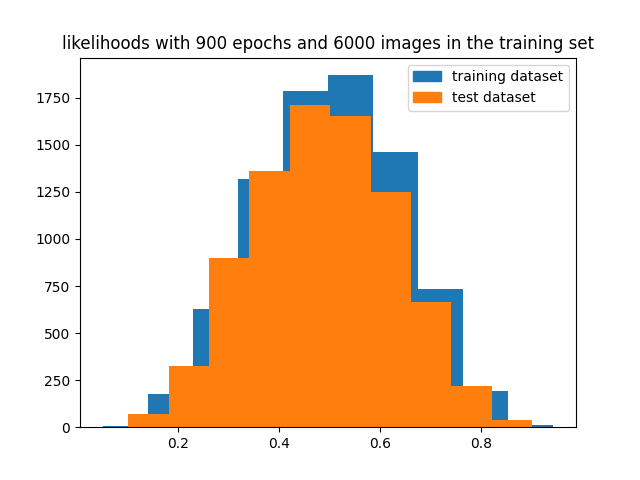 likelihoods with 900 epochs and 6000 images in the training set
training dataset
test dataset
1750
1500
1250
1000
750
500
250
0
0.2 0.4 0.6 0.8